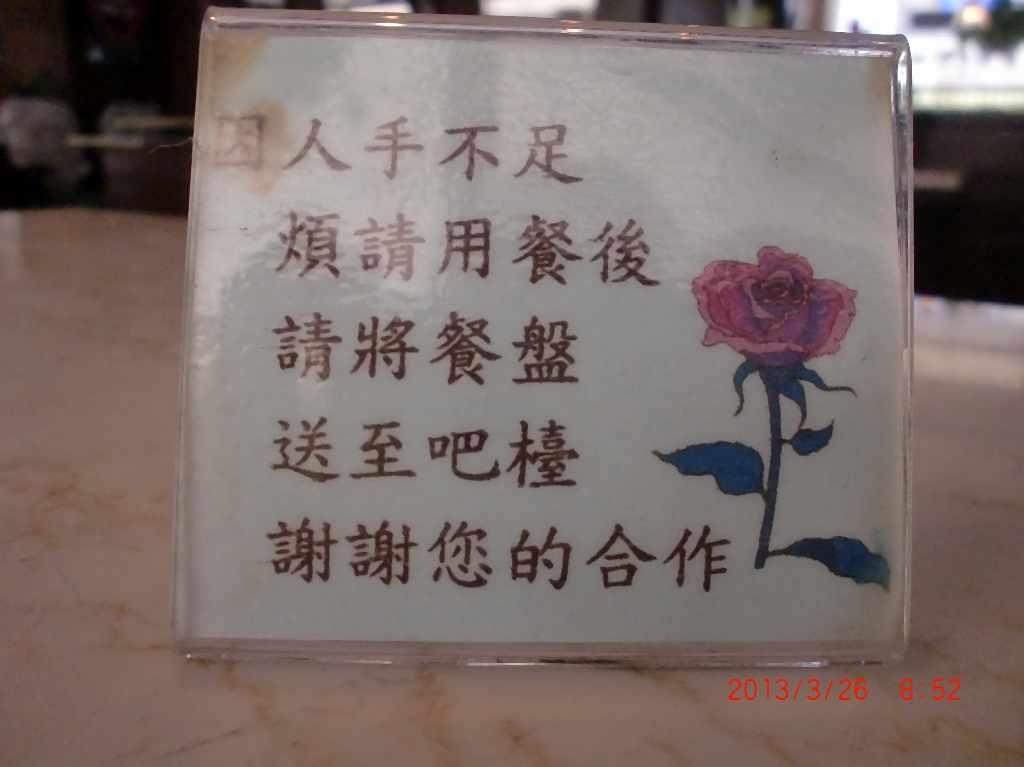 因人手不足
煩請用餐後
請將餐盤
送至吧檯
謝謝您的合作
2013/3/26 8:52